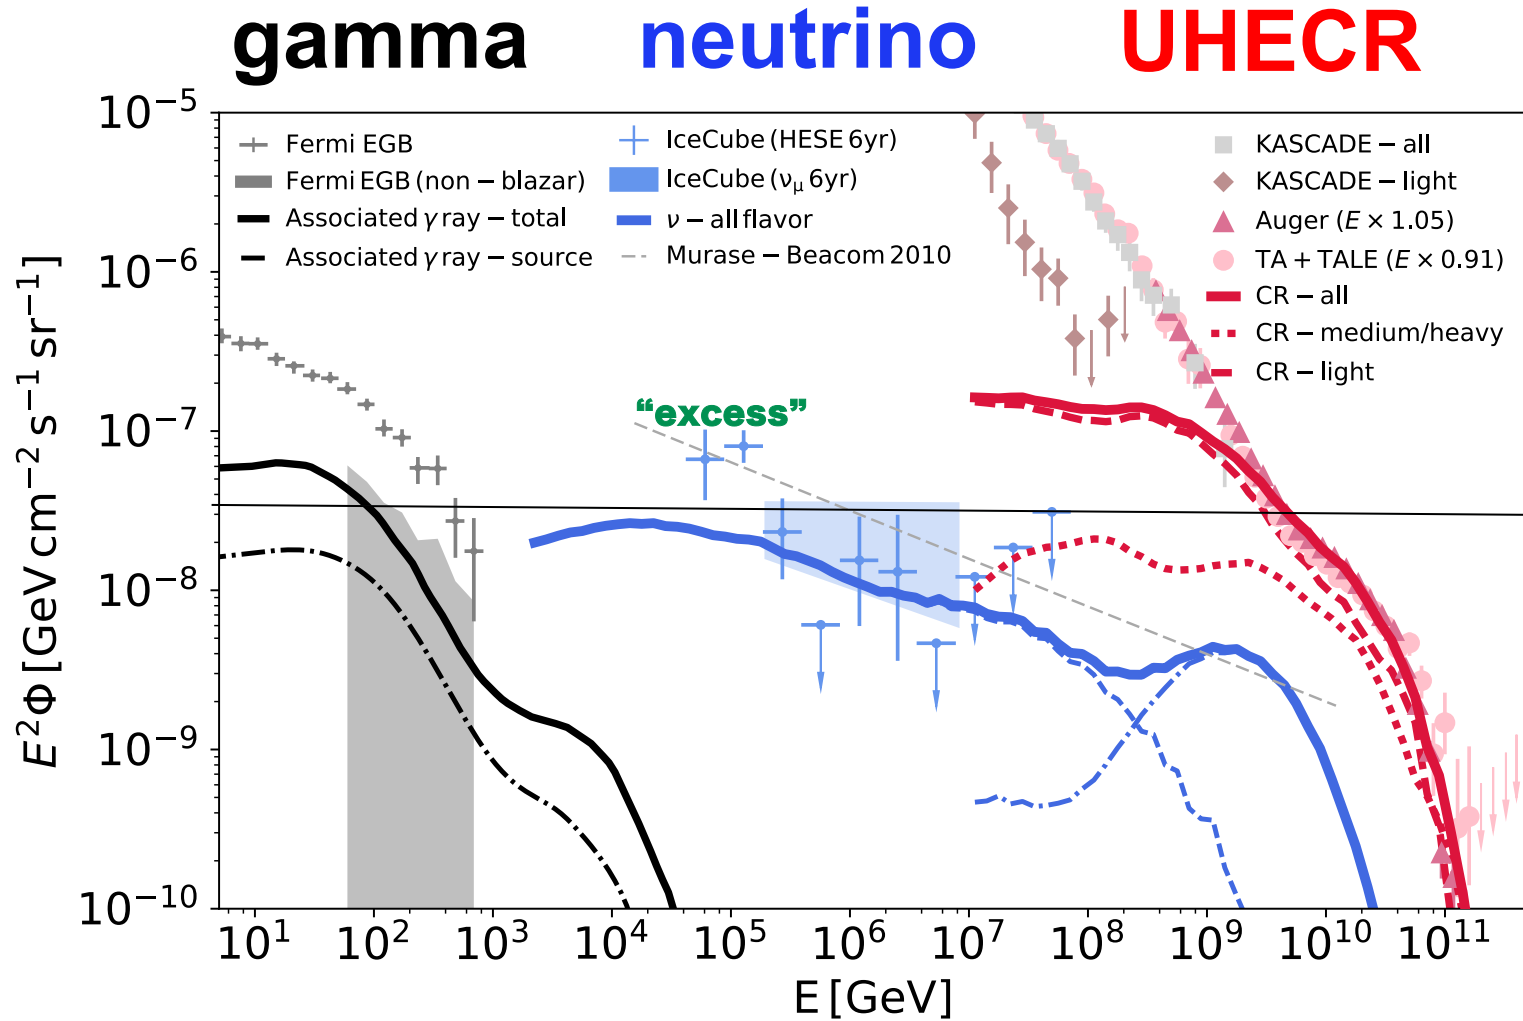 gamma neutrino UHECR
Fermi EGB
Fermi EGB (non − blazar)
Associated γ ray − total
Associated γ ray − source
IceCube (HESE 6yr)
IceCube (νμ 6yr)
ν − all flavor
Murase − Beacom 2010
KASCADE − all
KASCADE − light
Auger (E × 1.05)
TA + TALE (E × 0.91)
CR − all
CR − medium/heavy
CR − light
“excess”
10⁻⁵
10⁻⁶
10⁻⁷
10⁻⁸
10⁻⁹
10⁻¹⁰
E²Φ [GeV cm⁻² s⁻¹ sr⁻¹]
10¹ 10² 10³ 10⁴ 10⁵ 10⁶ 10⁷ 10⁸ 10⁹ 10¹⁰ 10¹¹
E [GeV]